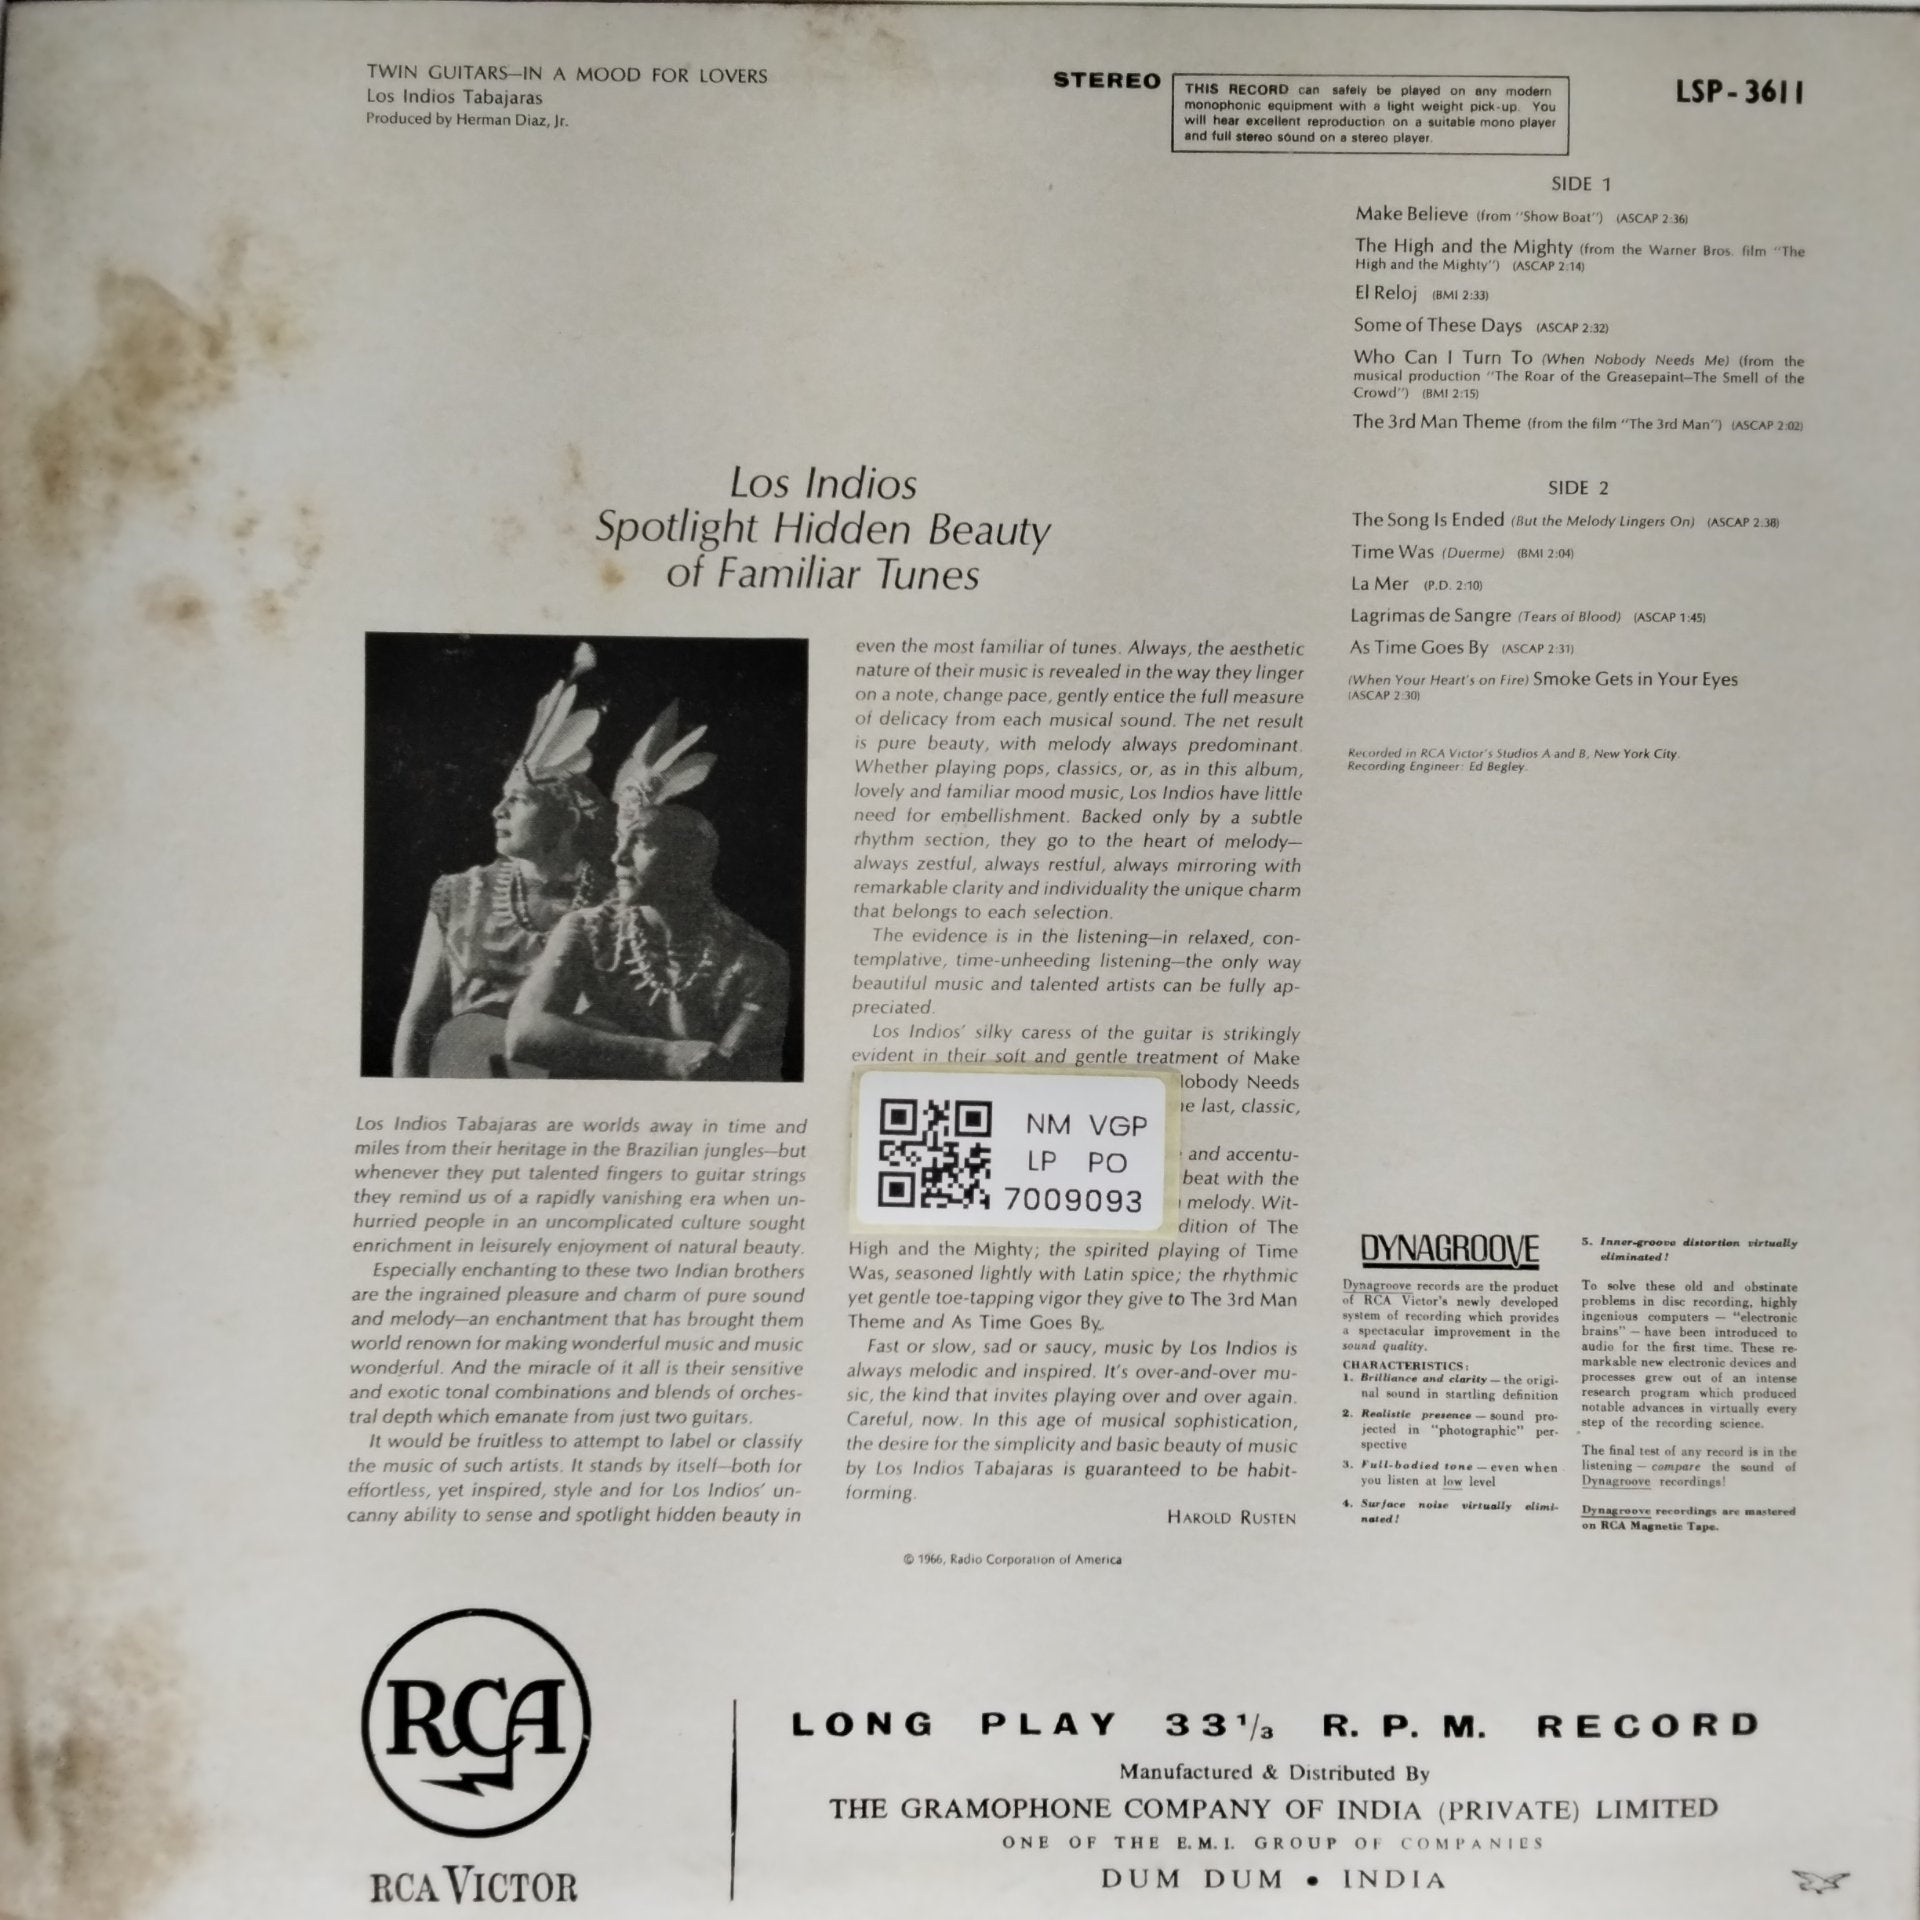 TWIN GUITARS—IN A MOOD FOR LOVERS
Los Indios Tabajaras
Produced by Herman Diaz, Jr.
STEREO
THIS RECORD can safely be played on any modern
monophonic equipment with a light weight pick-up. You
will hear excellent reproduction on a suitable mono player
and full stereo sound on a stereo player.
LSP - 3611
SIDE 1
Make Believe (from "Show Boat") (ASCAP 2:36)
The High and the Mighty (from the Warner Bros. film "The
High and the Mighty") (ASCAP 2:14)
El Reloj (BMI 2:33)
Some of These Days (ASCAP 2:32)
Who Can I Turn To (When Nobody Needs Me) (from the
musical production "The Roar of the Greasepaint—The Smell of the
Crowd") (BMI 2:15)
The 3rd Man Theme (from the film "The 3rd Man") (ASCAP 2:02)
SIDE 2
The Song Is Ended (But the Melody Lingers On) (ASCAP 2:38)
Time Was (Duerme) (BMI 2:04)
La Mer (P.D. 2:10)
Lagrimas de Sangre (Tears of Blood) (ASCAP 1:45)
As Time Goes By (ASCAP 2:31)
(When Your Heart's on Fire) Smoke Gets in Your Eyes
(ASCAP 2:30)
Recorded in RCA Victor's Studios A and B, New York City.
Recording Engineer: Ed Begley.
Los Indios
Spotlight Hidden Beauty
of Familiar Tunes
Los Indios Tabajaras are worlds away in time and
miles from their heritage in the Brazilian jungles—but
whenever they put talented fingers to guitar strings
they remind us of a rapidly vanishing era when un-
hurried people in an uncomplicated culture sought
enrichment in leisurely enjoyment of natural beauty.
Especially enchanting to these two Indian brothers
are the ingrained pleasure and charm of pure sound
and melody—an enchantment that has brought them
world renown for making wonderful music and music
wonderful. And the miracle of it all is their sensitive
and exotic tonal combinations and blends of orches-
tral depth which emanate from just two guitars.
It would be fruitless to attempt to label or classify
the music of such artists. It stands by itself—both for
effortless, yet inspired, style and for Los Indios' un-
canny ability to sense and spotlight hidden beauty in
even the most familiar of tunes. Always, the aesthetic
nature of their music is revealed in the way they linger
on a note, change pace, gently entice the full measure
of delicacy from each musical sound. The net result
is pure beauty, with melody always predominant.
Whether playing pops, classics, or, as in this album,
lovely and familiar mood music, Los Indios have little
need for embellishment. Backed only by a subtle
rhythm section, they go to the heart of melody—
always zestful, always restful, always mirroring with
remarkable clarity and individuality the unique charm
that belongs to each selection.
The evidence is in the listening—in relaxed, con-
templative, time-unheeding listening—the only way
beautiful music and talented artists can be fully ap-
preciated.
Los Indios' silky caress of the guitar is strikingly
evident in their soft and gentle treatment of Make
Needs
last, classic,
and accentu-
beat with the
melody. Wit-
of The
NM VGP
LP PO
7009093
High and the Mighty; the spirited playing of Time
Was, seasoned lightly with Latin spice; the rhythmic
yet gentle toe-tapping vigor they give to The 3rd Man
Theme and As Time Goes By.
Fast or slow, sad or saucy, music by Los Indios is
always melodic and inspired. It's over-and-over mu-
sic, the kind that invites playing over and over again.
Careful, now. In this age of musical sophistication,
the desire for the simplicity and basic beauty of music
by Los Indios Tabajaras is guaranteed to be habit-
forming.
HAROLD RUSTEN
© 1966, Radio Corporation of America
DYNAGROOVE
Dynagroove records are the product
of RCA Victor's newly developed
system of recording which provides
a spectacular improvement in the
sound quality.
CHARACTERISTICS:
1. Brilliance and clarity — the origi-
nal sound in startling definition
2. Realistic presence — sound pro-
jected in "photographic" per-
spective
3. Full-bodied tone — even when
you listen at low level
4. Surface noise virtually elimi-
nated!
5. Inner-groove distortion virtually
eliminated!
To solve these old and obstinate
problems in disc recording, highly
ingenious computers — "electronic
brains" — have been introduced to
audio for the first time. These re-
markable new electronic devices and
processes grew out of an intense
research program which produced
notable advances in virtually every
step of the recording science.
The final test of any record is in the
listening — compare the sound of
Dynagroove recordings!
Dynagroove recordings are mastered
on RCA Magnetic Tape.
RCA
RCA VICTOR
LONG PLAY 33 1/3 R. P. M. RECORD
Manufactured & Distributed By
THE GRAMOPHONE COMPANY OF INDIA (PRIVATE) LIMITED
ONE OF THE E.M.I. GROUP OF COMPANIES
DUM DUM • INDIA